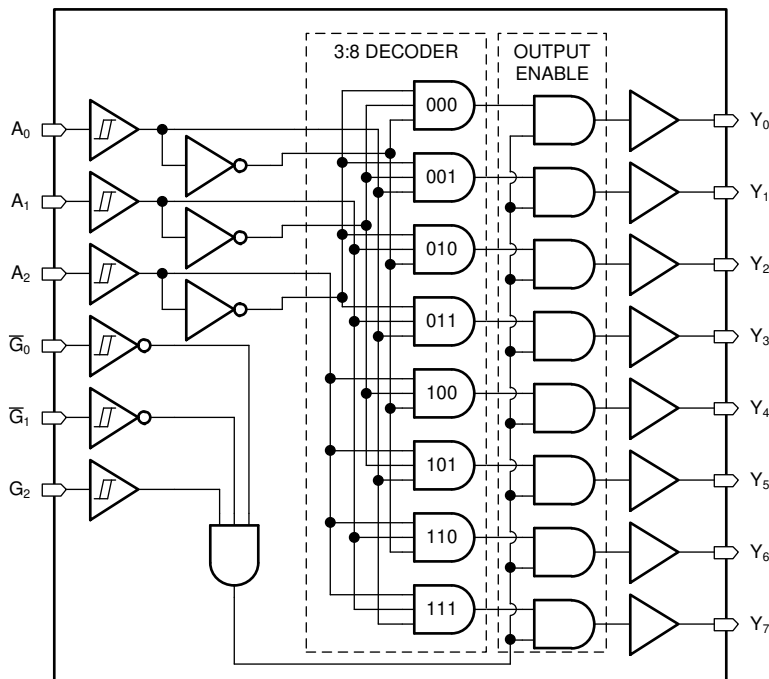 3:8 DECODER
OUTPUT
ENABLE
A₀
A₁
A₂
G̅₀
G̅₁
G₂
000
001
010
011
100
101
110
111
Y₀
Y₁
Y₂
Y₃
Y₄
Y₅
Y₆
Y₇